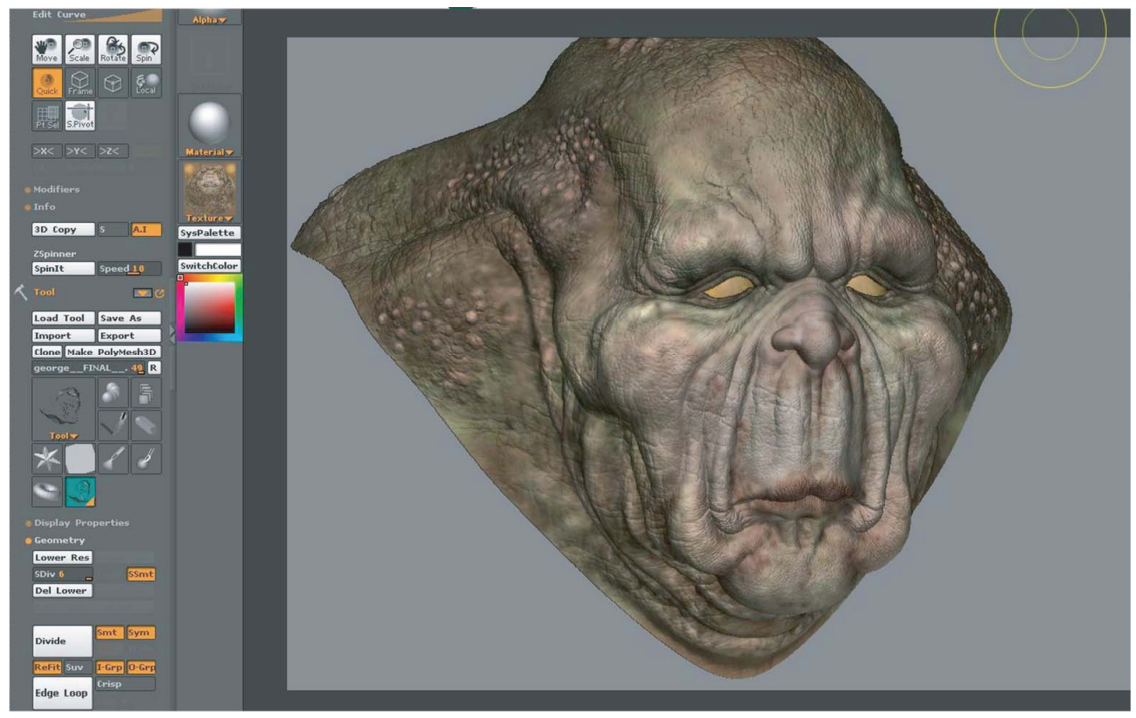 Edit Curve
Move Scale Rotate Spin
Quick Frame Local
Pt Sel S.Pivot
>X< >Y< >Z<
Modifiers
Info
3D Copy S A.I
ZSpinner
SpinIt Speed 10
Tool
Load Tool Save As
Import Export
Clone Make PolyMesh3D
george__FINAL__. 49 R
Tool
Display Properties
Geometry
Lower Res
SDiv 6 SSmt
Del Lower
Divide Smt Sym
ReFit Suv I-Grp O-Grp
Edge Loop Crisp
Alpha
Material
Texture
SysPalette
SwitchColor